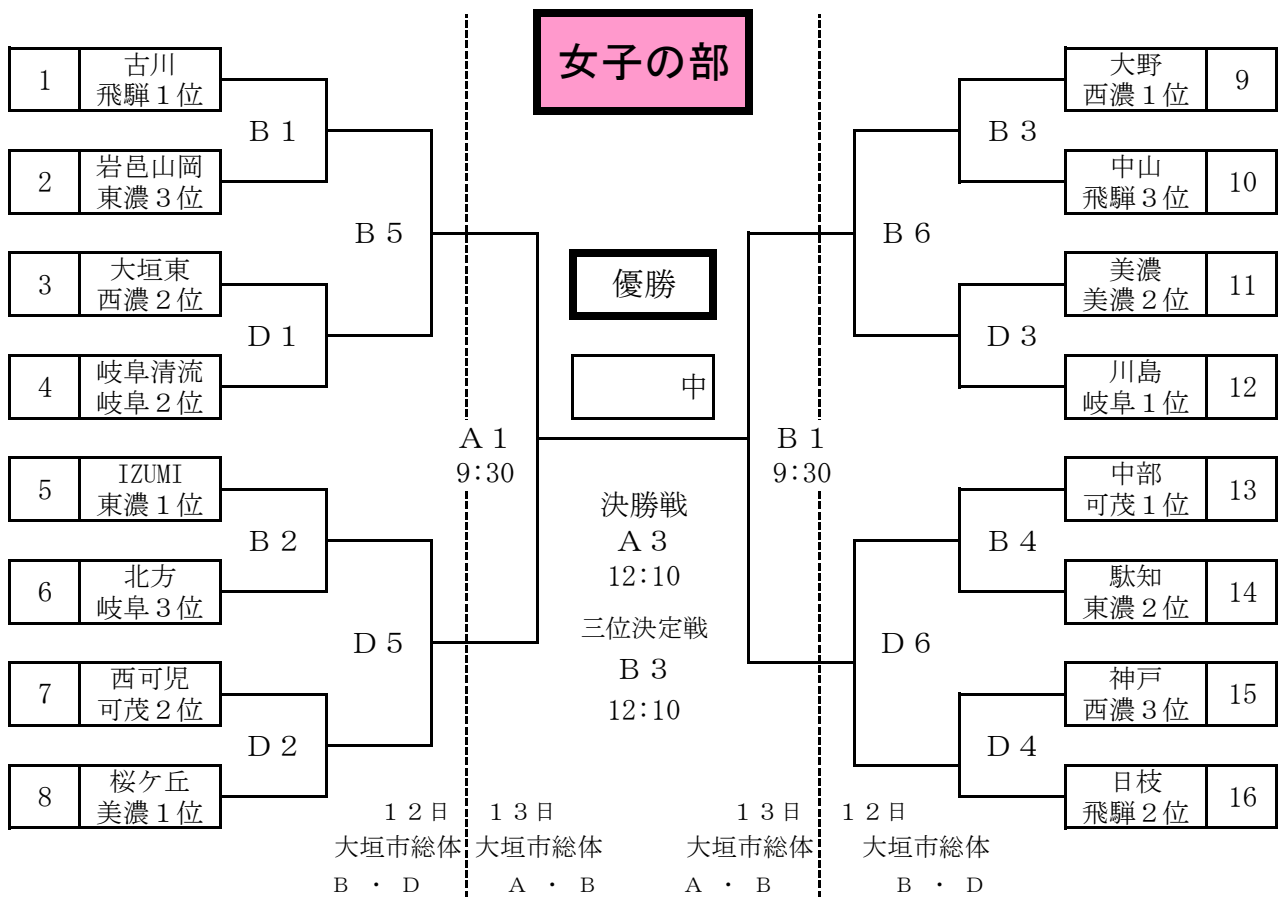 女子の部
1
古川
飛騨1位
B1
2
岩邑山岡
東濃3位
B5
3
大垣東
西濃2位
D1
4
岐阜清流
岐阜2位
A1
9:30
5
IZUMI
東濃1位
B2
6
北方
岐阜3位
D5
7
西可児
可茂2位
D2
8
桜ケ丘
美濃1位
優勝
中
決勝戦
A3
12:10
三位決定戦
B3
12:10
大野
西濃1位
9
B3
中山
飛騨3位
10
B6
美濃
美濃2位
11
D3
川島
岐阜1位
12
B1
9:30
中部
可茂1位
13
B4
駄知
東濃2位
14
D6
神戸
西濃3位
15
D4
日枝
飛騨2位
16
12日 13日 13日 12日
大垣市総体 大垣市総体 大垣市総体 大垣市総体
B・D A・B A・B B・D